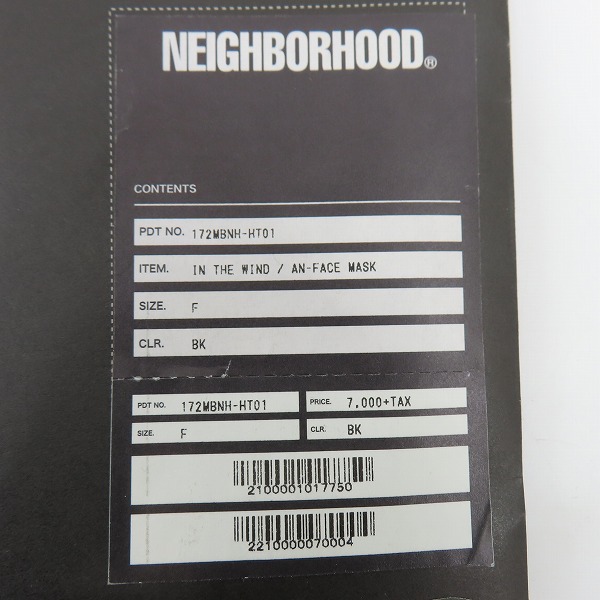 NEIGHBORHOOD®
CONTENTS
PDT NO. 172MBNH-HT01
ITEM. IN THE WIND / AN-FACE MASK
SIZE. F
CLR. BK
PDT NO. 172MBNH-HT01 PRICE. 7,000+TAX
SIZE. F CLR. BK
2100001017750
2210000070004